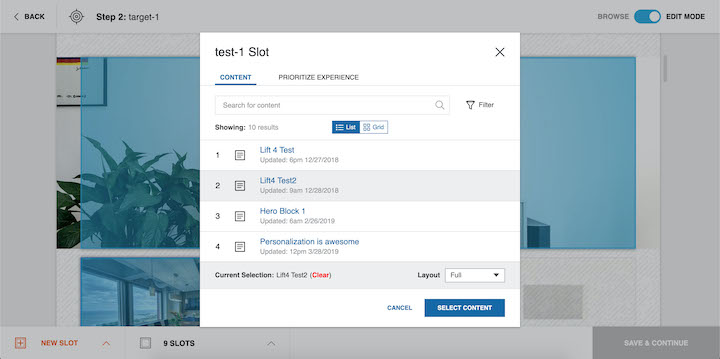 BACK
Step 2: target-1
BROWSE
EDIT MODE
test-1 Slot
CONTENT
PRIORITIZE EXPERIENCE
Search for content
Filter
Showing: 10 results
List
Grid
1
Lift 4 Test
Updated: 6pm 12/27/2018
2
Lift4 Test2
Updated: 9am 12/28/2018
3
Hero Block 1
Updated: 6am 2/26/2019
4
Personalization is awesome
Updated: 12pm 3/28/2019
Current Selection: Lift4 Test2 (Clear)
Layout
Full
CANCEL
SELECT CONTENT
NEW SLOT
9 SLOTS
SAVE & CONTINUE